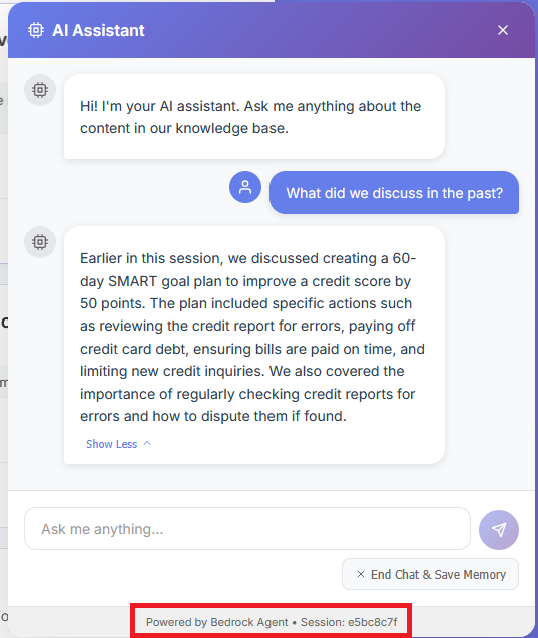 AI Assistant
Hi! I'm your AI assistant. Ask me anything about the
content in our knowledge base.
What did we discuss in the past?
Earlier in this session, we discussed creating a 60-
day SMART goal plan to improve a credit score by
50 points. The plan included specific actions such
as reviewing the credit report for errors, paying off
credit card debt, ensuring bills are paid on time, and
limiting new credit inquiries. We also covered the
importance of regularly checking credit reports for
errors and how to dispute them if found.
Show Less
Ask me anything...
End Chat & Save Memory
Powered by Bedrock Agent • Session: e5bc8c7f